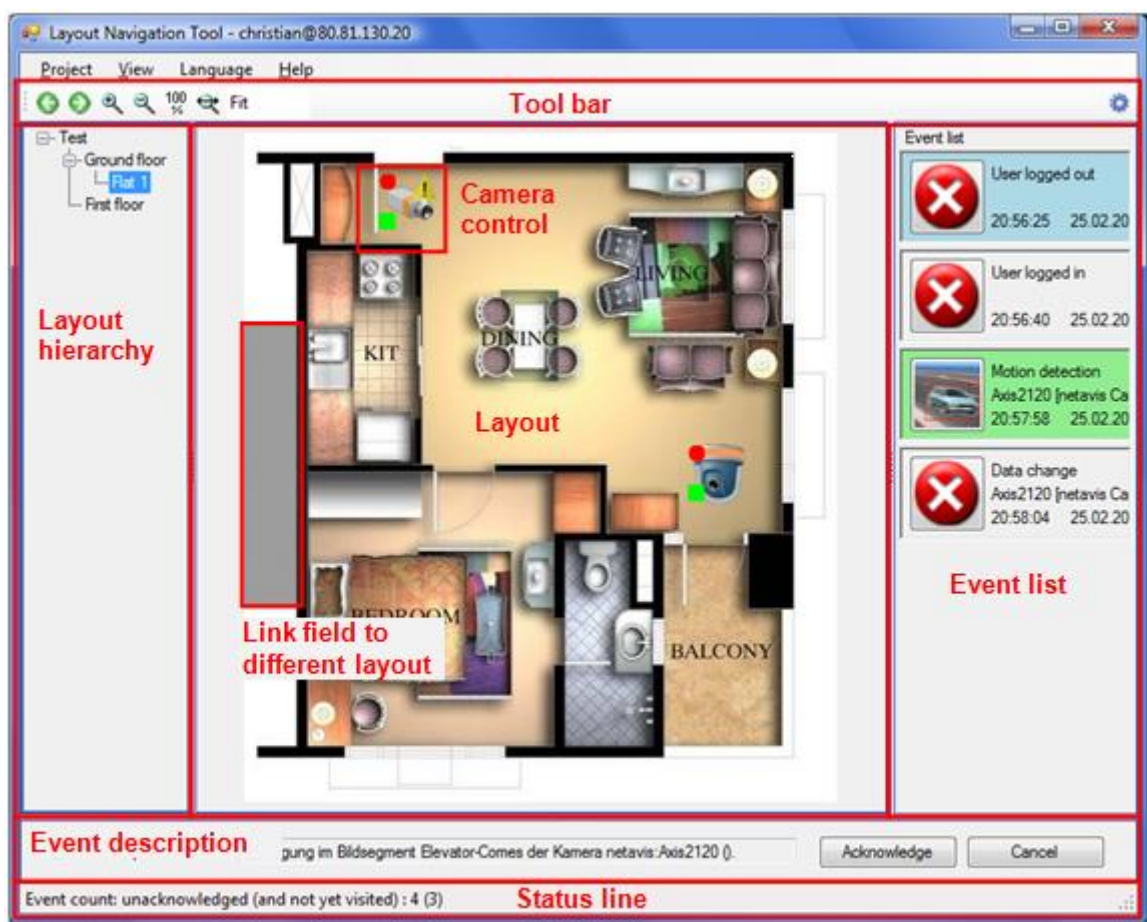 Layout Navigation Tool - christian@80.81.130.20
Project View Language Help
100 % Fit
Tool bar
Test
Ground floor
Flat 1
First floor
Layout hierarchy
Camera control
LIVING
DINING
KIT
Layout
BEDROOM
BALCONY
Link field to
different layout
Event list
User logged out
20:56:25 25.02.20
User logged in
20:56:40 25.02.20
Motion detection
Axis2120 [netavis Ca
20:57:58 25.02.20
Data change
Axis2120 [netavis Ca
20:58:04 25.02.20
Event list
Event description
gung im Bildsegment Elevator-Comes der Kamera netavis:Axis2120 ().
Acknowledge
Cancel
Event count: unacknowledged (and not yet visited) : 4 (3)
Status line